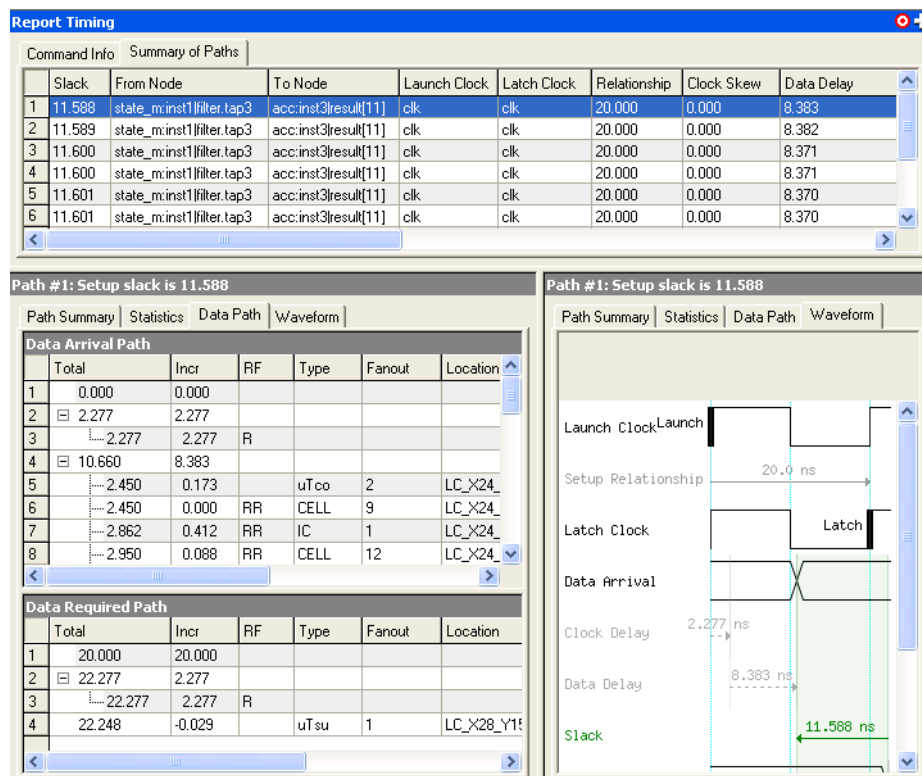 Report Timing
Command Info Summary of Paths
Slack From Node To Node Launch Clock Latch Clock Relationship Clock Skew Data Delay
1 11.588 state_m:inst1|filter.tap3 acc:inst3|result[11] clk clk 20.000 0.000 8.383
2 11.589 state_m:inst1|filter.tap3 acc:inst3|result[11] clk clk 20.000 0.000 8.382
3 11.600 state_m:inst1|filter.tap3 acc:inst3|result[11] clk clk 20.000 0.000 8.371
4 11.600 state_m:inst1|filter.tap3 acc:inst3|result[11] clk clk 20.000 0.000 8.371
5 11.601 state_m:inst1|filter.tap3 acc:inst3|result[11] clk clk 20.000 0.000 8.370
6 11.601 state_m:inst1|filter.tap3 acc:inst3|result[11] clk clk 20.000 0.000 8.370
Path #1: Setup slack is 11.588
Path Summary Statistics Data Path Waveform
Data Arrival Path
Total Incr RF Type Fanout Location
1 0.000 0.000
2 2.277 2.277
3 2.277 2.277 R
4 10.660 8.383
5 2.450 0.173 uTco 2 LC_X24_
6 2.450 0.000 RR CELL 9 LC_X24_
7 2.862 0.412 RR IC 1 LC_X24_
8 2.950 0.088 RR CELL 12 LC_X24_
Data Required Path
Total Incr RF Type Fanout Location
1 20.000 20.000
2 22.277 2.277
3 22.277 2.277 R
4 22.248 -0.029 uTsu 1 LC_X28_Y15
Path #1: Setup slack is 11.588
Path Summary Statistics Data Path Waveform
Launch Clock Launch
Setup Relationship 20.0 ns
Latch Clock Latch
Data Arrival
Clock Delay 2.277 ns
Data Delay 8.383 ns
Slack 11.588 ns